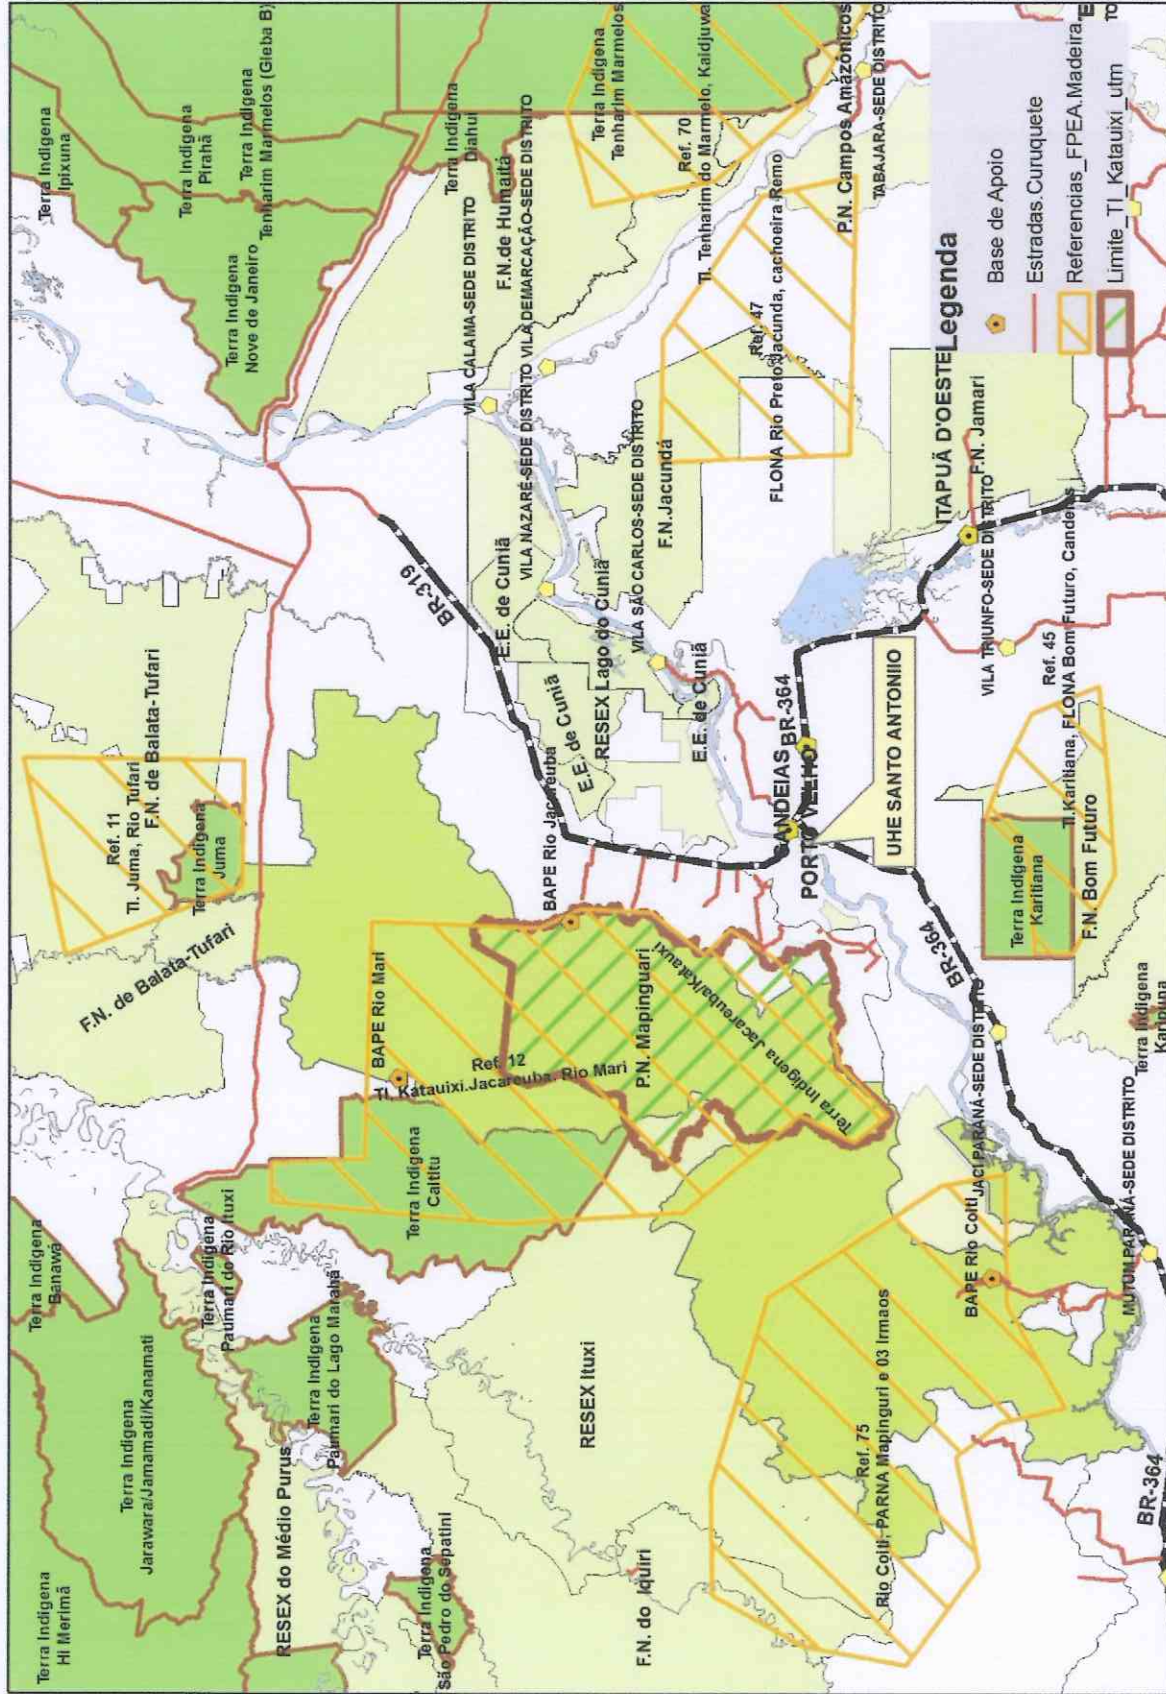 Terra Indigena
Hi Merimã
Terra Indigena
Jarawara/Jamamadi/Kanamati
Terra Indigena
Banawá
RESEX do Médio Purus
Terra Indigena
Paumari do Rio Ituxi
Terra Indigena
Paumari do Lago Marahã
Terra Indigena
São Pedro do Sepatini
F.N. do Iquiri
RESEX Ituxi
Terra Indigena
Caititu
F.N. de Balata-Tufari
Ref. 11
TI. Juma, Rio Tufari
F.N. de Balata-Tufari
Terra Indigena
Juma
BAPE Rio Mari
Ref. 12
TI. Katauixi.Jacareuba. Rio Mari
P.N. Mapinguari
Terra Indigena Jacareuba/Katauxi
BAPE Rio Jacareuba
BR-319
Terra Indigena
Ipixuna
Terra Indigena
Pirahã
Terra Indigena
Tenharim Marmelos (Gleba B)
Terra Indigena
Nove de Janeiro
Terra Indigena
Diahui
F.N.de Humaitá
VILA CALAMA-SEDE DISTRITO
VILA NAZARÉ-SEDE DISTRITO
VILA DEMARCAÇÃO-SEDE DISTRITO
E.E. de Cuniã
E.E. de Cuniã
RESEX Lago do Cuniã
VILA SÃO CARLOS-SEDE DISTRITO
E.E. de Cuniã
F.N.Jacundá
Terra Indigena
Tenharim Marmelos
Ref. 70
TI. Tenharim do Marmelo, Kaidjuwa
Ref. 47
FLONA Rio Preto.Jacunda, cachoeira Remo
P.N. Campos Amazônicos
TABAJARA-SEDE DISTRITO
CANDEIAS
BR-364
PORTO VELHO
UHE SANTO ANTONIO
ITAPUÃ D'OESTE
F.N. Jamari
VILA TRIUNFO-SEDE DISTRITO
Ref. 45
TI.Karitiana, FLONA Bom Futuro, Candeias
Terra Indigena
Karitiana
F.N. Bom Futuro
BR-364
JACI PARANÁ-SEDE DISTRITO
Terra Indigena
Karipuna
MUTUM PARANÁ-SEDE DISTRITO
BAPE Rio Coiti
Ref. 75
Rio Coiti, PARNA Mapinguri e 03 Irmaos
BR-364
Legenda
Base de Apoio
Estradas.Curuquete
Referencias_FPEA.Madeira
Limite_TI_Katauixi_utm